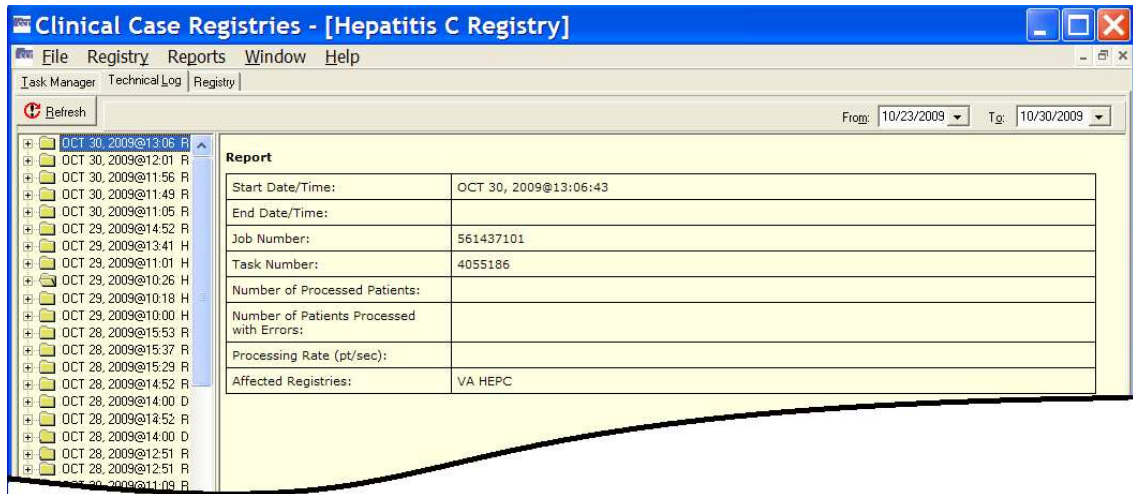 Clinical Case Registries - [Hepatitis C Registry]
File Registry Reports Window Help
Task Manager Technical Log Registry
Refresh From: 10/23/2009 To: 10/30/2009
OCT 30, 2009@13:06 R
OCT 30, 2009@12:01 R
OCT 30, 2009@11:56 R
OCT 30, 2009@11:49 R
OCT 30, 2009@11:05 R
OCT 29, 2009@14:52 R
OCT 29, 2009@13:41 H
OCT 29, 2009@11:01 H
OCT 29, 2009@10:26 H
OCT 29, 2009@10:18 H
OCT 29, 2009@10:00 H
OCT 28, 2009@15:53 R
OCT 28, 2009@15:37 R
OCT 28, 2009@15:29 R
OCT 28, 2009@14:52 R
OCT 28, 2009@14:00 D
OCT 28, 2009@14:52 R
OCT 28, 2009@14:00 D
OCT 28, 2009@12:51 R
OCT 28, 2009@12:51 R
2009@11:09 R
Report
Start Date/Time: OCT 30, 2009@13:06:43
End Date/Time:
Job Number: 561437101
Task Number: 4055186
Number of Processed Patients:
Number of Patients Processed
with Errors:
Processing Rate (pt/sec):
Affected Registries: VA HEPC